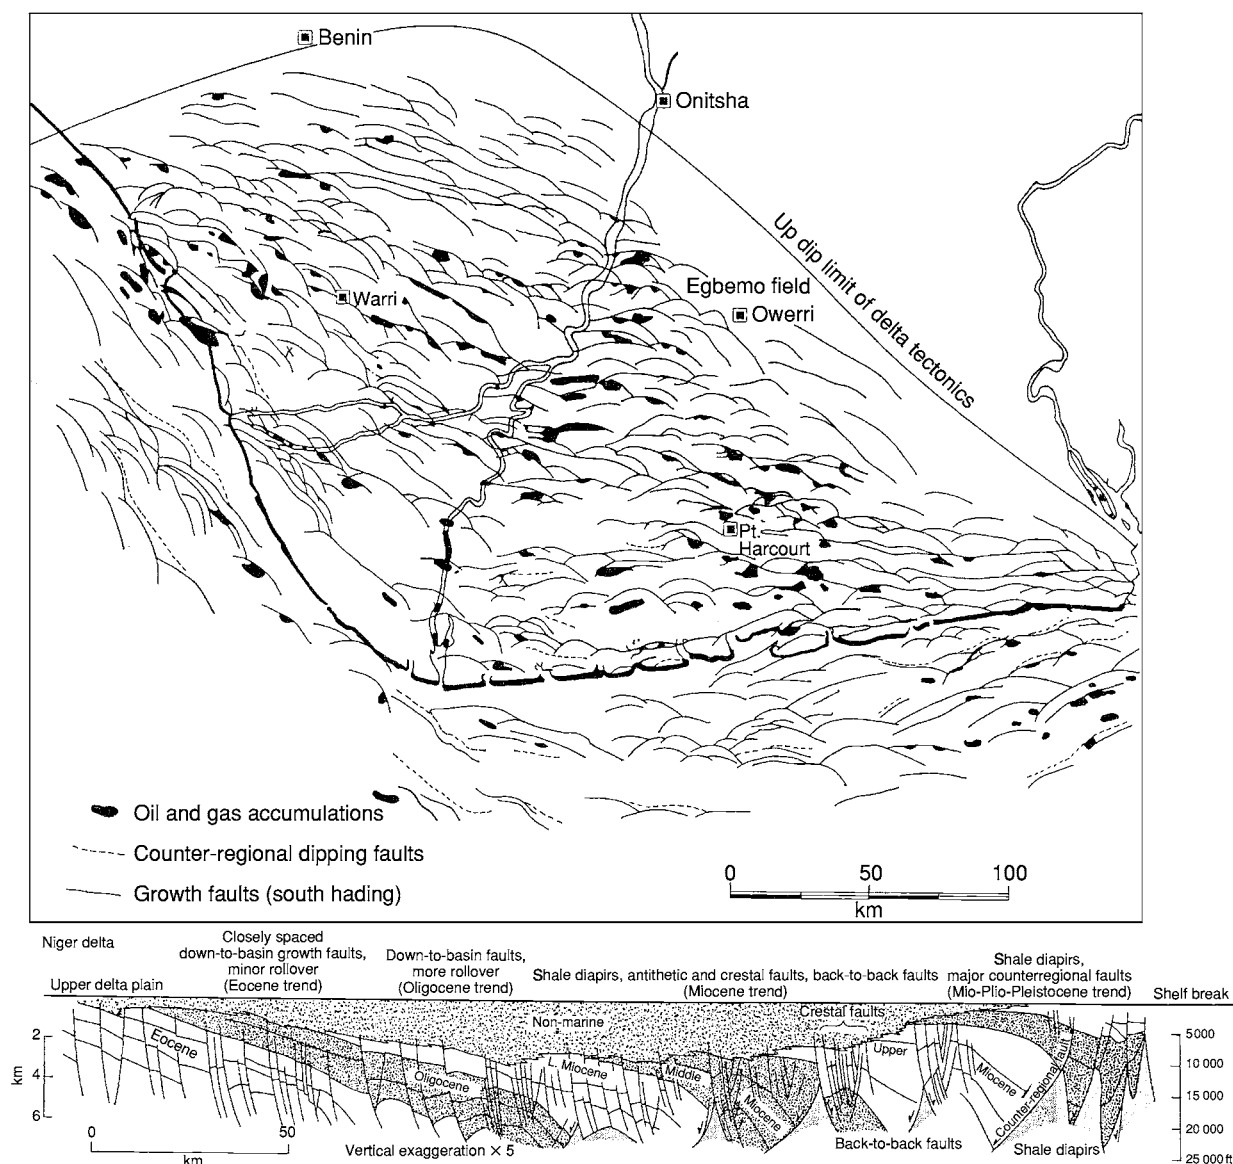 Benin
Onitsha
Up dip limit of delta tectonics
Egbemo field
Owerri
Warri
Pt.
Harcourt
Oil and gas accumulations
Counter-regional dipping faults
Growth faults (south hading)
0 50 100
km
Niger delta
Upper delta plain
Closely spaced
down-to-basin growth faults,
minor rollover
(Eocene trend)
Down-to-basin faults,
more rollover
(Oligocene trend)
Shale diapirs, antithetic and crestal faults, back-to-back faults
(Miocene trend)
Shale diapirs,
major counterregional faults
(Mio-Plio-Pleistocene trend)
Shelf break
Non-marine
Crestal faults
Eocene
Oligocene
L. Miocene
Middle
Miocene
Upper
Miocene
Counter-regional fault
Back-to-back faults
Shale diapirs
2
4
6
km
0 50
km
Vertical exaggeration × 5
5000
10 000
15 000
20 000
25 000 ft